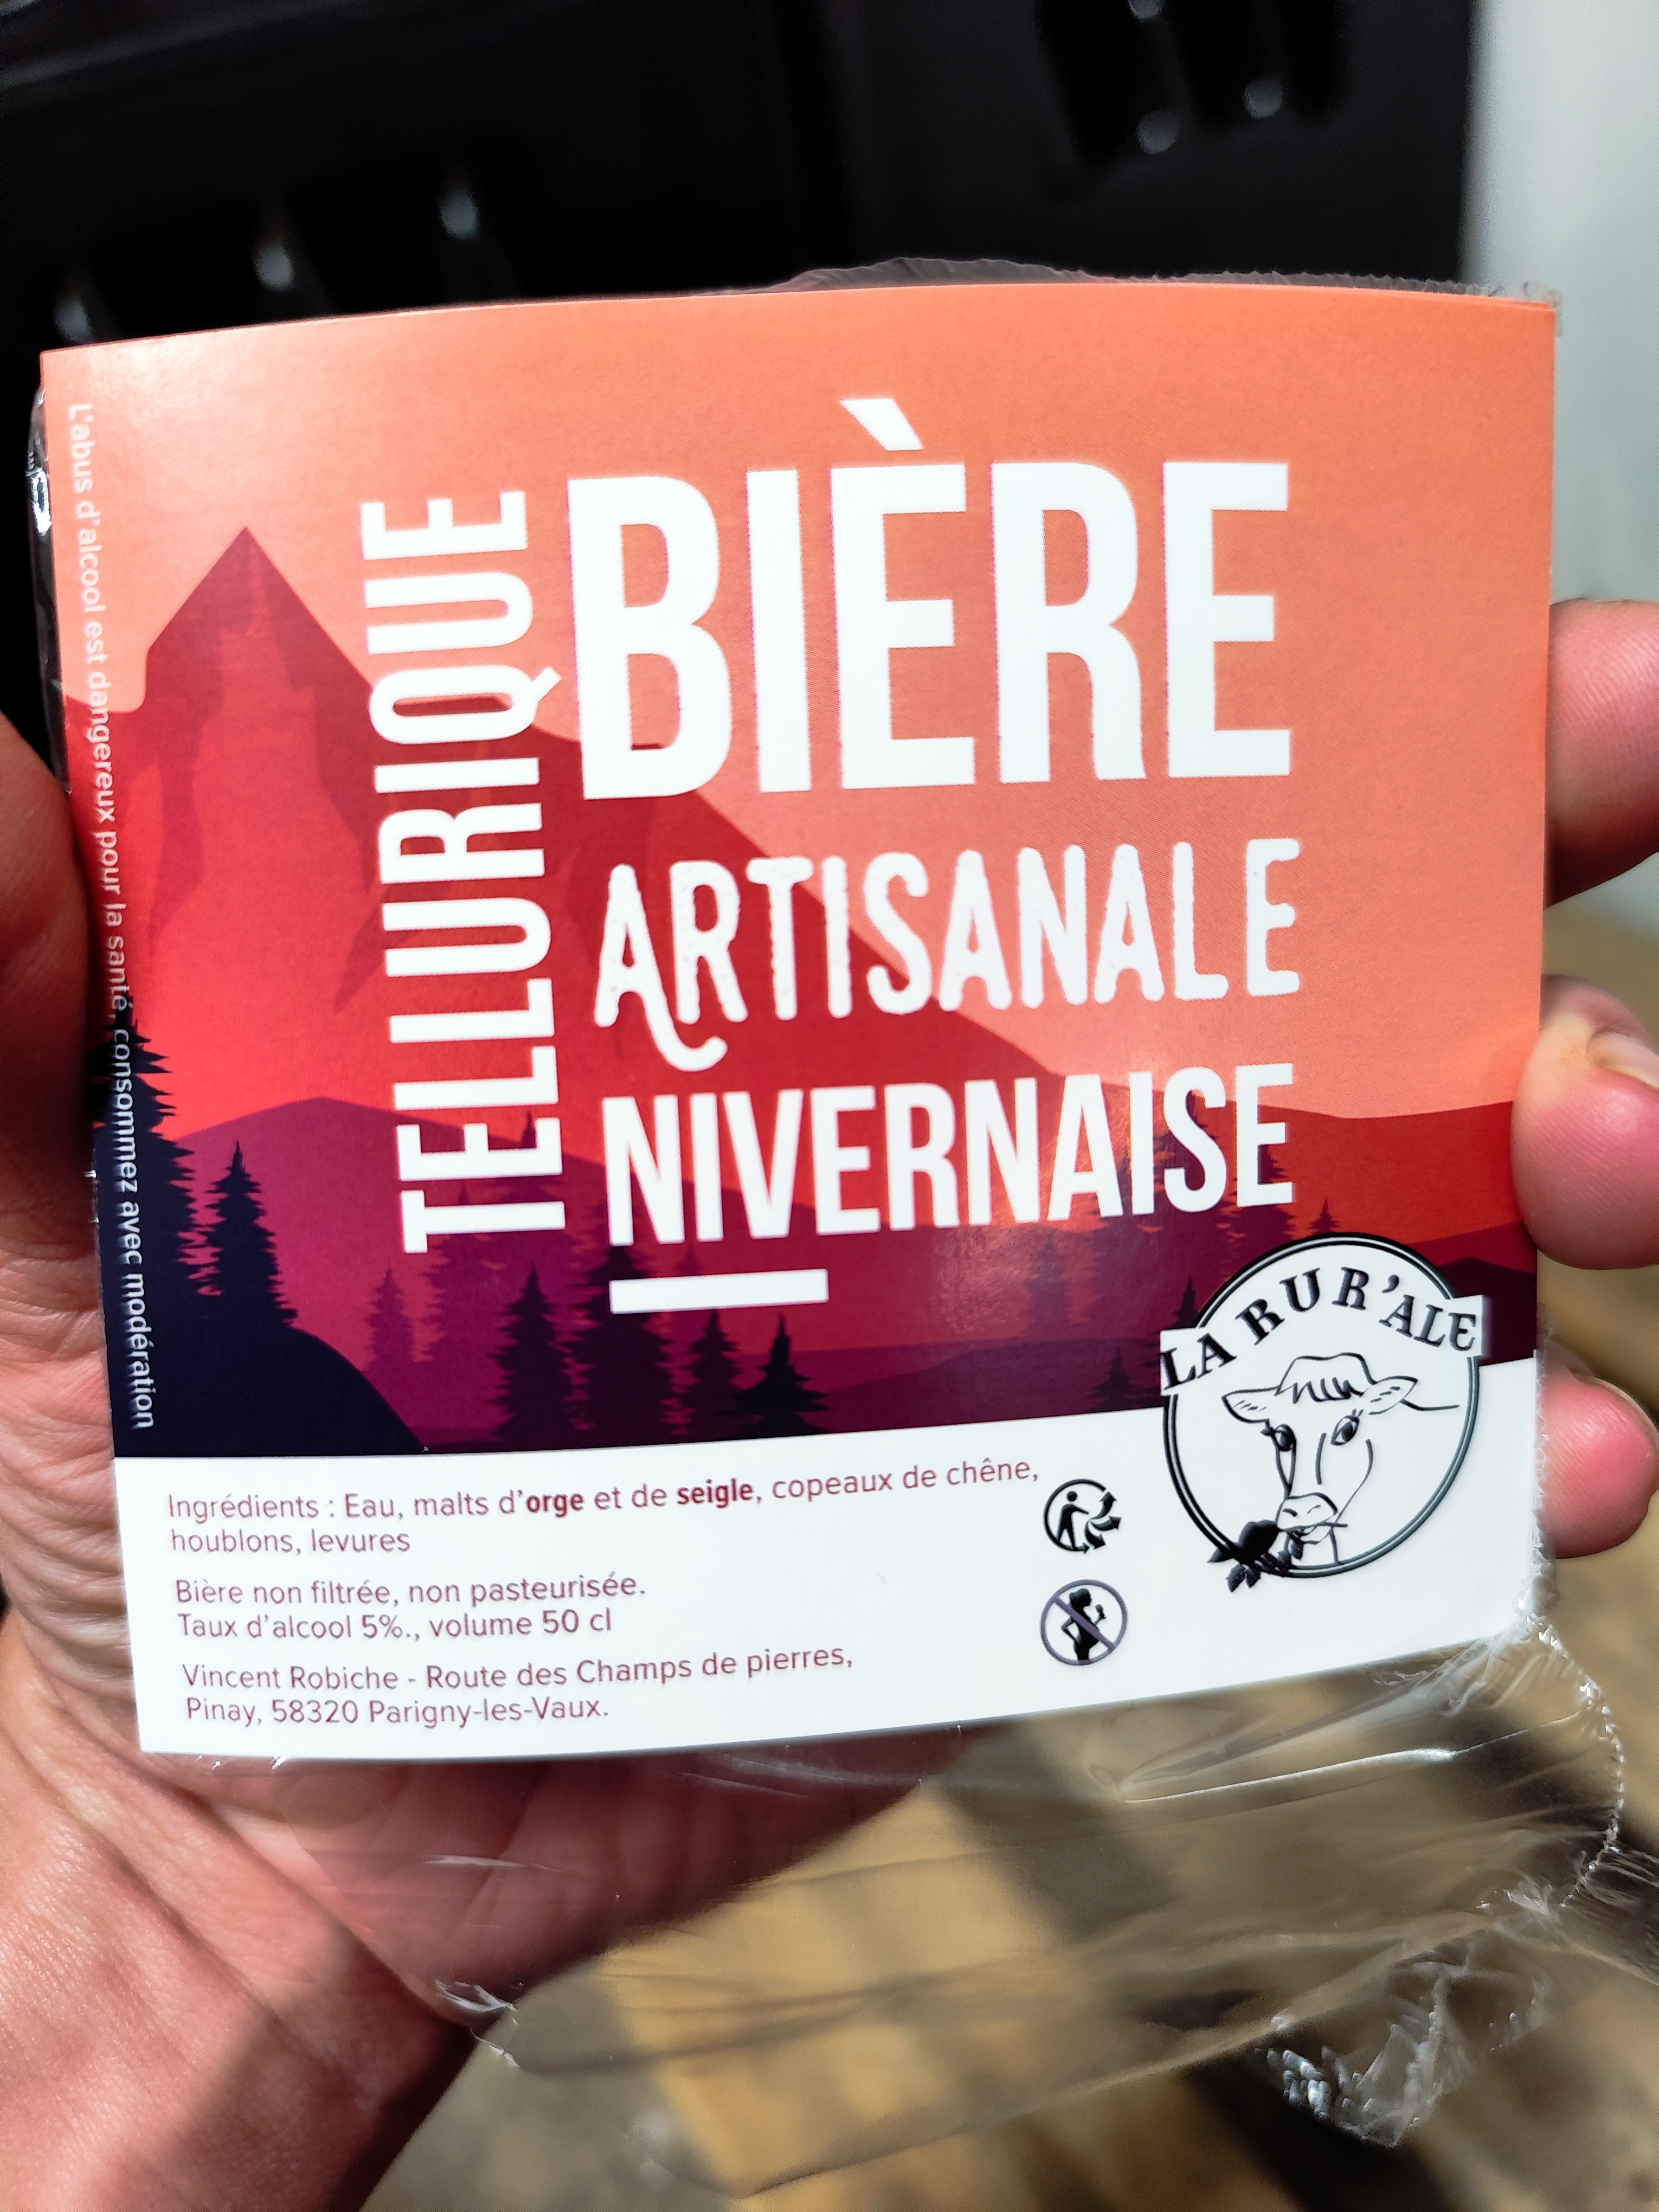 L'abus d'alcool est dangereux pour la santé, consommez avec modération
TELLURIQUE
BIÈRE
ARTISANALE
NIVERNAISE
LA RUR'ALE
Ingrédients : Eau, malts d'orge et de seigle, copeaux de chêne,
houblons, levures
Bière non filtrée, non pasteurisée.
Taux d'alcool 5%., volume 50 cl
Vincent Robiche - Route des Champs de pierres,
Pinay, 58320 Parigny-les-Vaux.